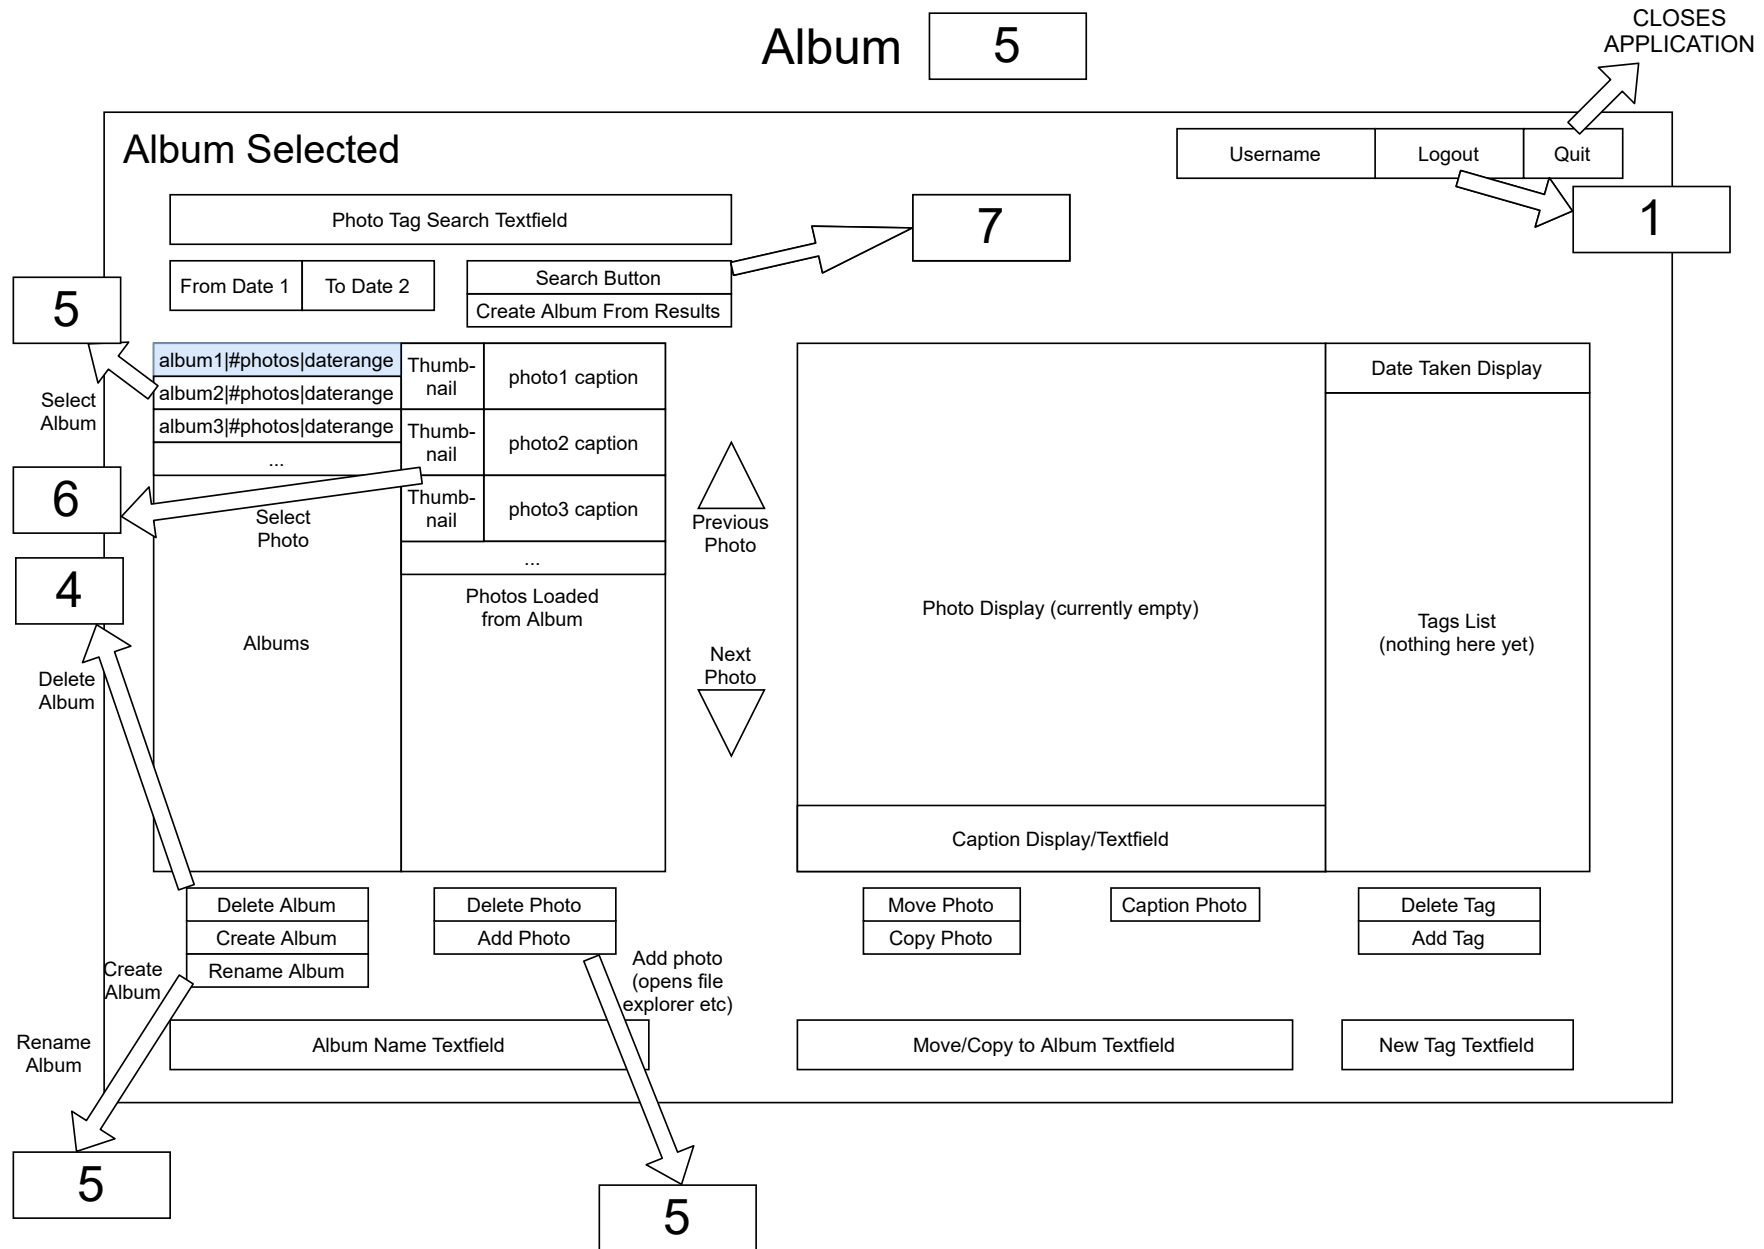 Album 5
CLOSES
APPLICATION
Album Selected
Username
Logout
Quit
1
Photo Tag Search Textfield
7
From Date 1
To Date 2
Search Button
Create Album From Results
5
Select
Album
album1|#photos|daterange
album2|#photos|daterange
album3|#photos|daterange
...
Thumb-
nail
photo1 caption
Thumb-
nail
photo2 caption
Thumb-
nail
photo3 caption
...
6
Select
Photo
4
Delete
Album
Albums
Photos Loaded
from Album
Previous
Photo
Next
Photo
Photo Display (currently empty)
Date Taken Display
Tags List
(nothing here yet)
Caption Display/Textfield
Delete Album
Create Album
Rename Album
Delete Photo
Add Photo
Move Photo
Copy Photo
Caption Photo
Delete Tag
Add Tag
Create
Album
Add photo
(opens file
explorer etc)
Rename
Album
Album Name Textfield
Move/Copy to Album Textfield
New Tag Textfield
5
5